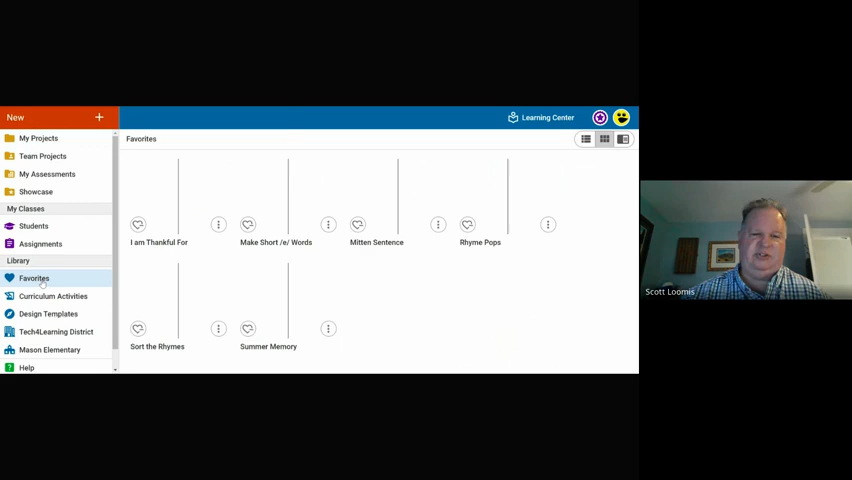 New +
Learning Center
My Projects
Team Projects
My Assessments
Showcase
My Classes
Students
Assignments
Library
Favorites
Curriculum Activities
Design Templates
Tech4Learning District
Mason Elementary
Help
Favorites
I am Thankful For
Make Short /e/ Words
Mitten Sentence
Rhyme Pops
Sort the Rhymes
Summer Memory
Scott Loomis